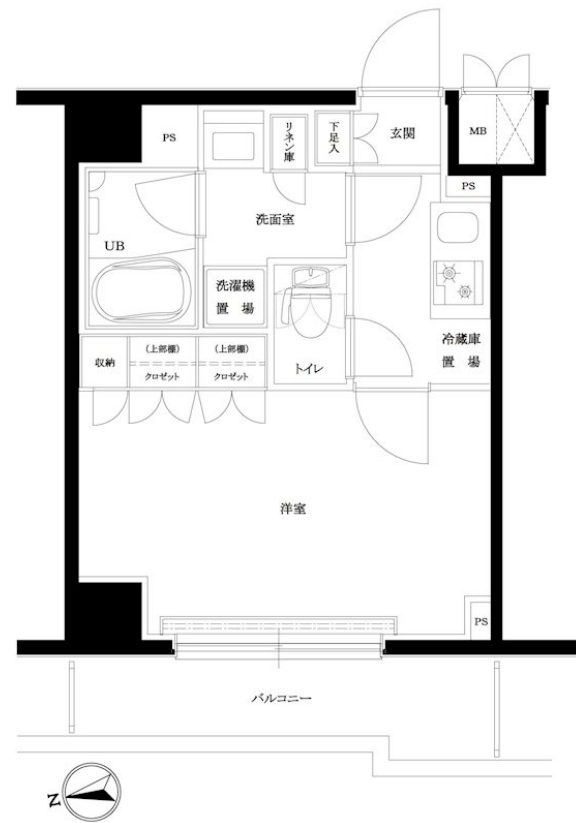 PS
リネン庫
下足入
玄関
MB
PS
洗面室
UB
洗濯機
置 場
冷蔵庫
置 場
トイレ
収納
(上部棚)
クロゼット
(上部棚)
クロゼット
洋室
PS
バルコニー
N